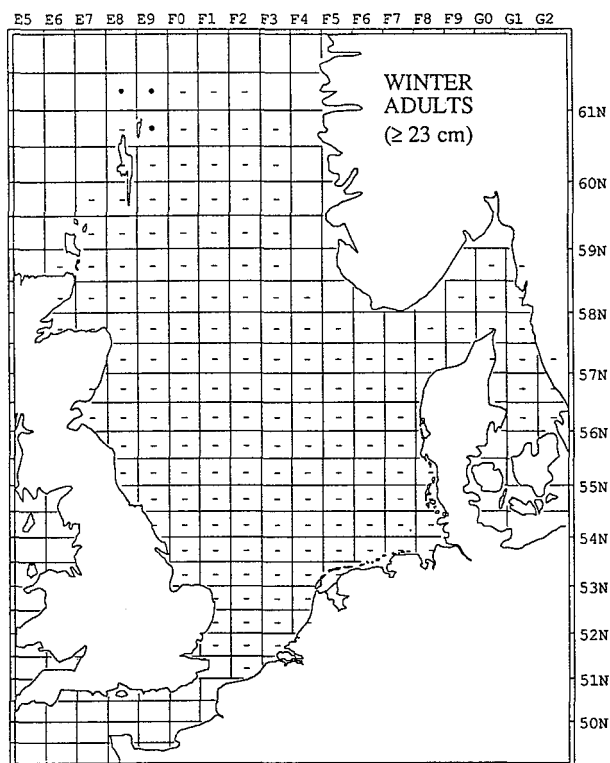 E5 E6 E7 E8 E9 F0 F1 F2 F3 F4 F5 F6 F7 F8 F9 G0 G1 G2
WINTER
ADULTS
(≥ 23 cm)
61N
60N
59N
58N
57N
56N
55N
54N
53N
52N
51N
50N